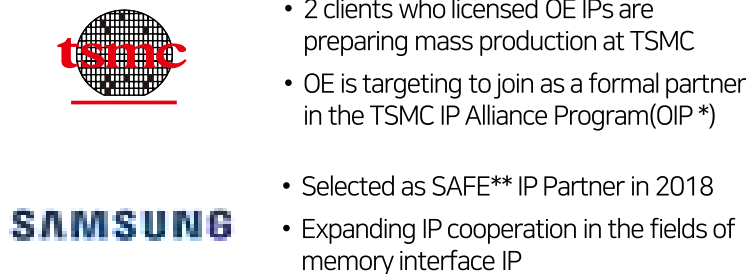 tsmc
• 2 clients who licensed OE IPs are
preparing mass production at TSMC
• OE is targeting to join as a formal partner
in the TSMC IP Alliance Program(OIP *)
SAMSUNG
• Selected as SAFE** IP Partner in 2018
• Expanding IP cooperation in the fields of
memory interface IP